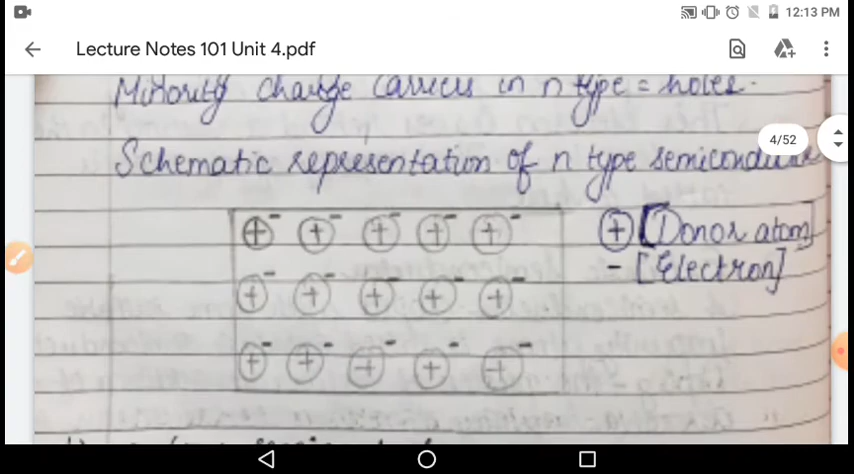 12:13 PM
Lecture Notes 101 Unit 4.pdf
Minority charge carriers in n type = holes.
4/52
Schematic representation of n type semiconductor
+- +- +- +- +- + [Donor atom]
- [Electron]
+- +- +- +- +-
+- +- +- +- +-